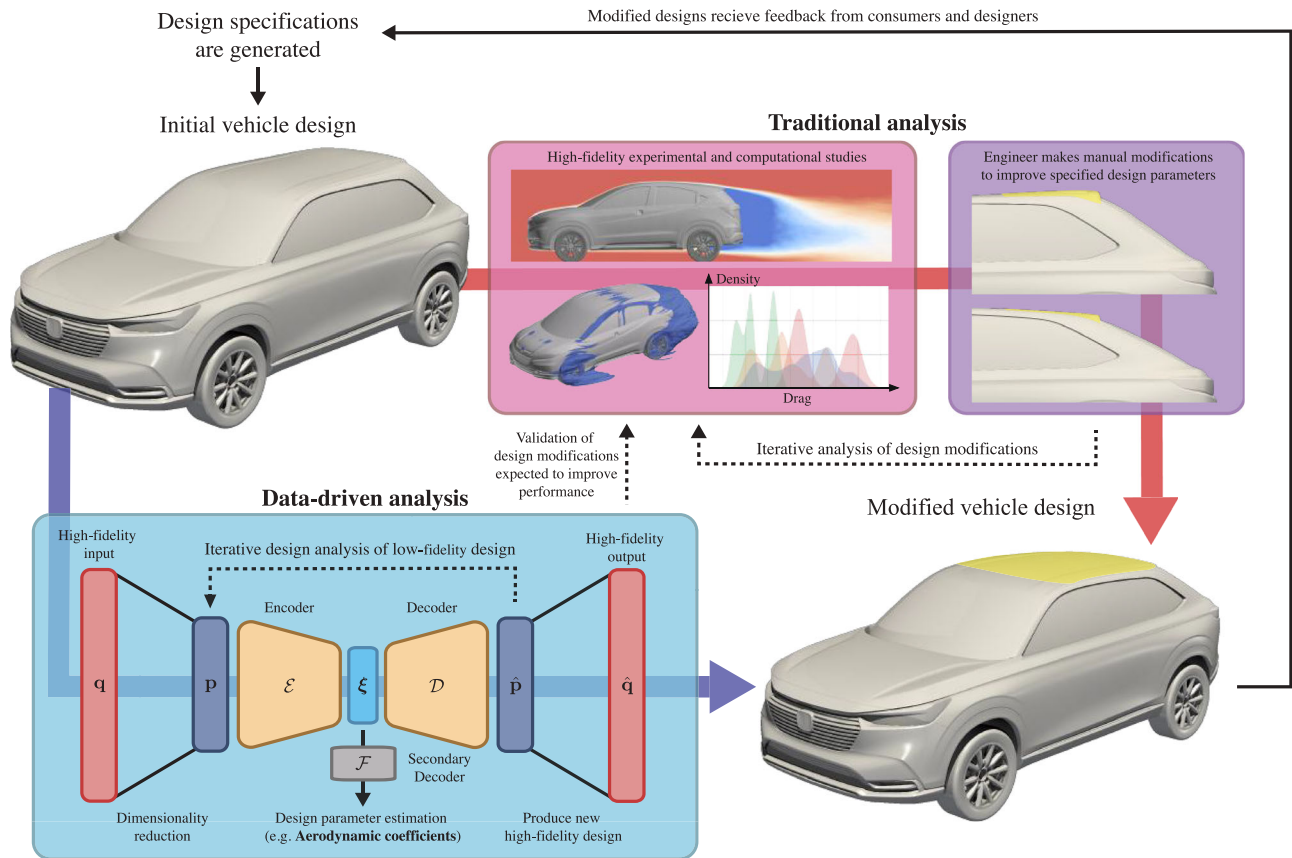 Design specifications
are generated
Modified designs recieve feedback from consumers and designers
Initial vehicle design
Traditional analysis
High-fidelity experimental and computational studies
Density
Drag
Engineer makes manual modifications
to improve specified design parameters
Validation of
design modifications
expected to improve
performance
Iterative analysis of design modifications
Modified vehicle design
Data-driven analysis
High-fidelity
input
Iterative design analysis of low-fidelity design
High-fidelity
output
Encoder
Decoder
q
p
ℰ
ξ
𝒟
p̂
q̂
ℱ
Secondary
Decoder
Dimensionality
reduction
Design parameter estimation
(e.g. Aerodynamic coefficients)
Produce new
high-fidelity design